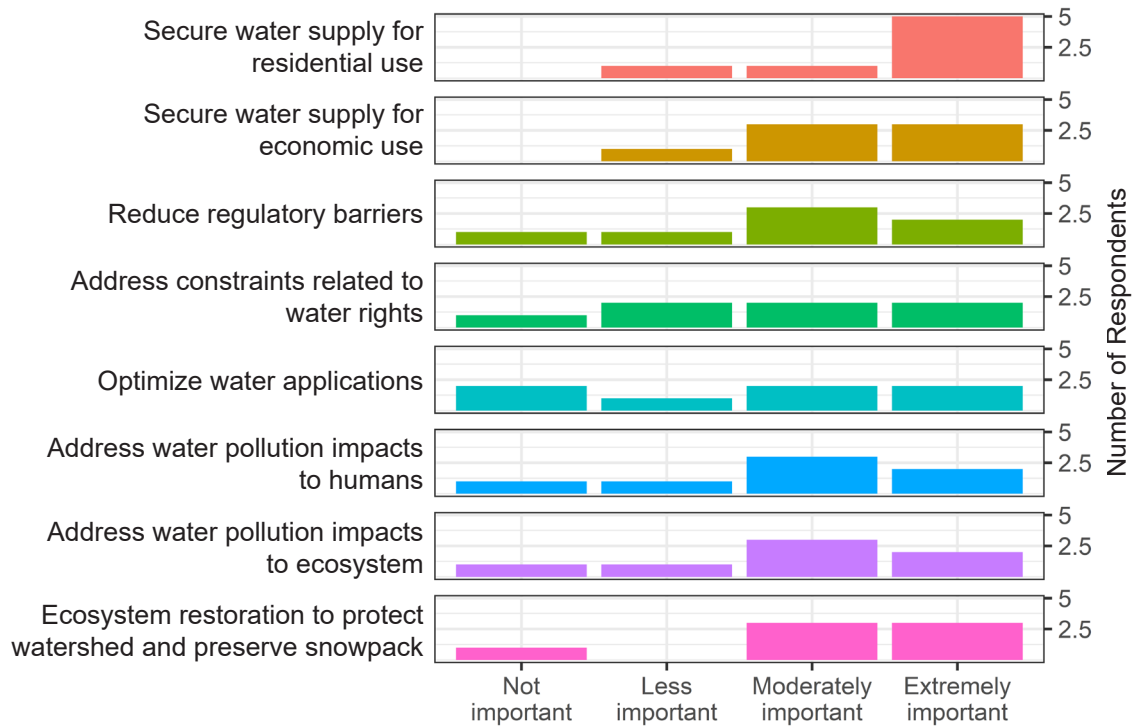 Secure water supply for
residential use
5
2.5
Secure water supply for
economic use
5
2.5
Reduce regulatory barriers
5
2.5
Address constraints related to
water rights
5
2.5
Optimize water applications
5
2.5
Address water pollution impacts
to humans
5
2.5
Address water pollution impacts
to ecosystem
5
2.5
Ecosystem restoration to protect
watershed and preserve snowpack
5
2.5
Number of Respondents
Not
important
Less
important
Moderately
important
Extremely
important